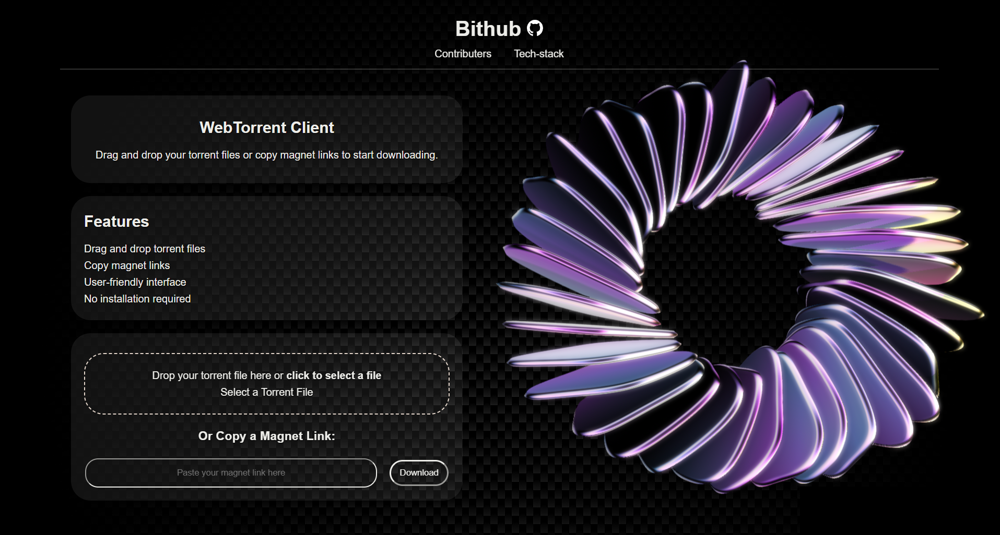 Bithub
Contributers Tech-stack
WebTorrent Client
Drag and drop your torrent files or copy magnet links to start downloading.
Features
Drag and drop torrent files
Copy magnet links
User-friendly interface
No installation required
Drop your torrent file here or click to select a file
Select a Torrent File
Or Copy a Magnet Link:
Paste your magnet link here Download